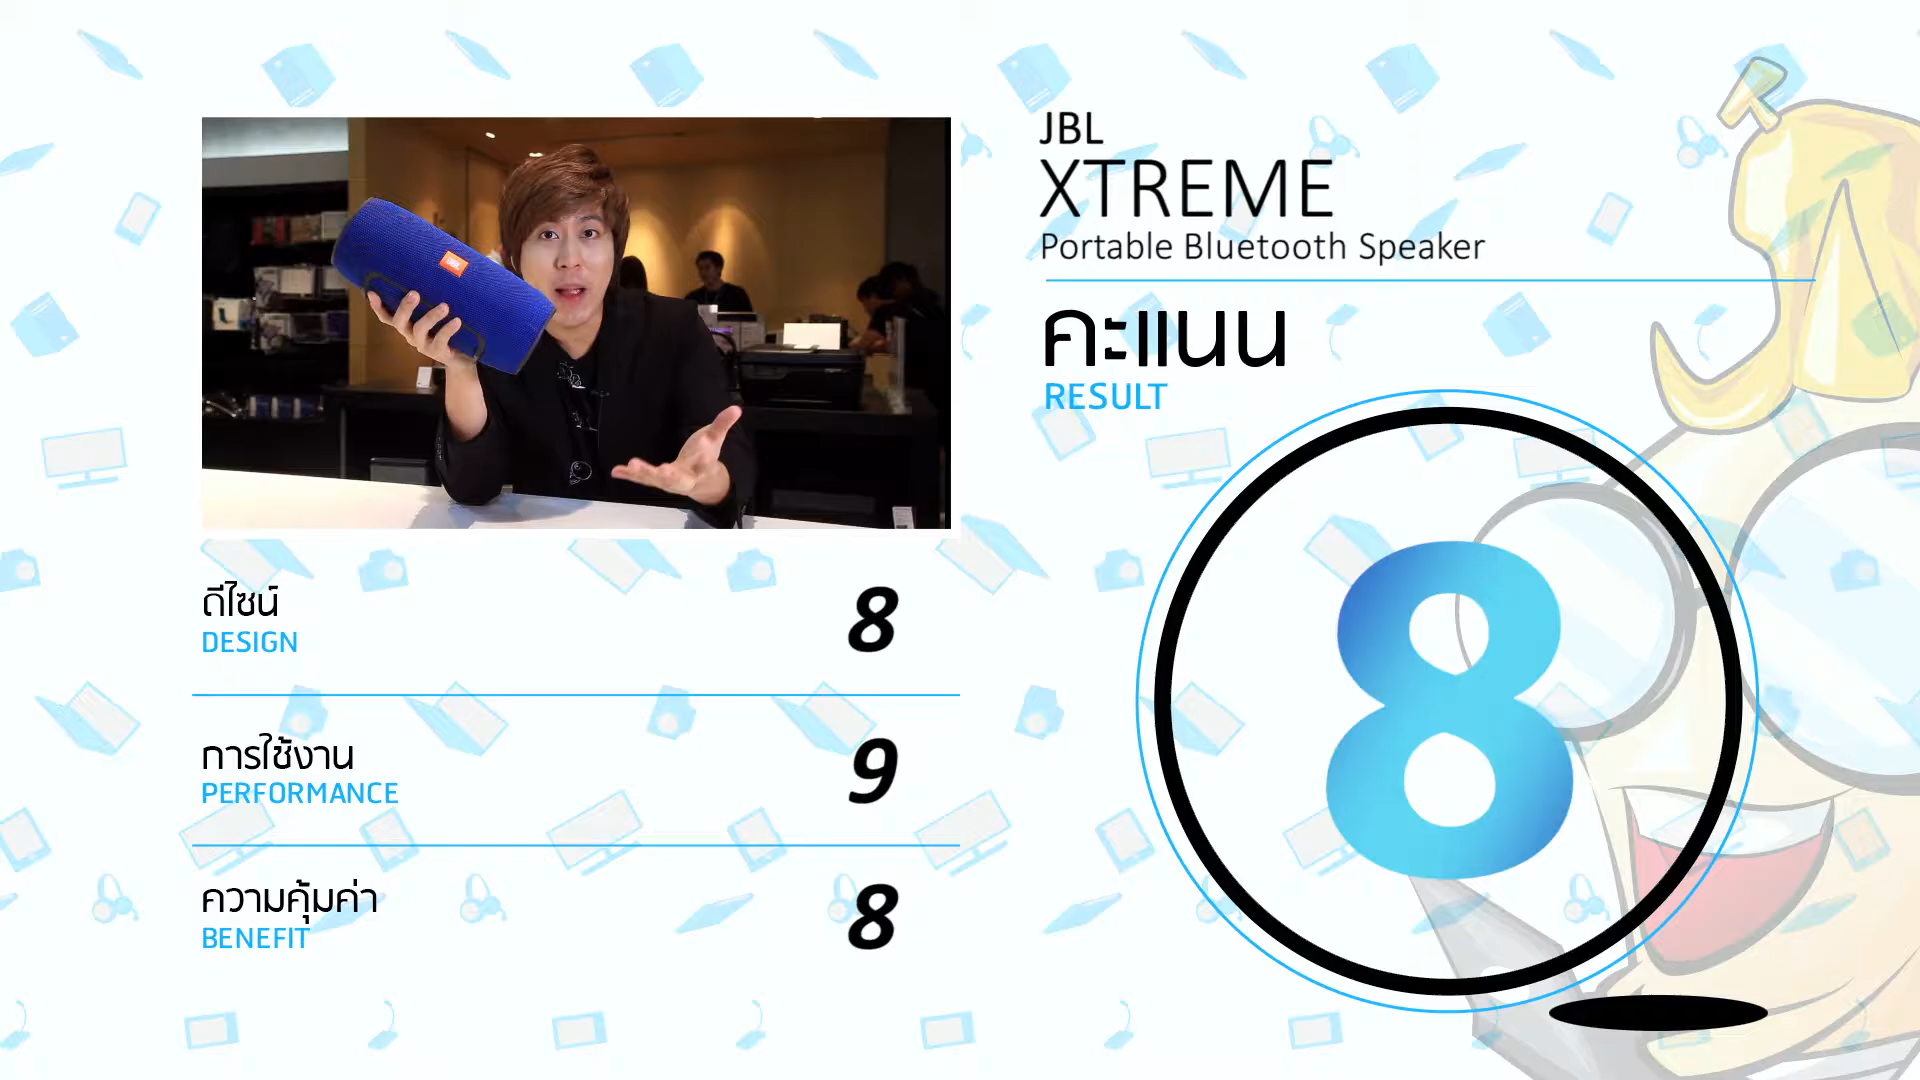 JBL
XTREME
Portable Bluetooth Speaker
คะแนน
RESULT
8
JBL
ดีไซน์
DESIGN
8
การใช้งาน
PERFORMANCE
9
ความคุ้มค่า
BENEFIT
8